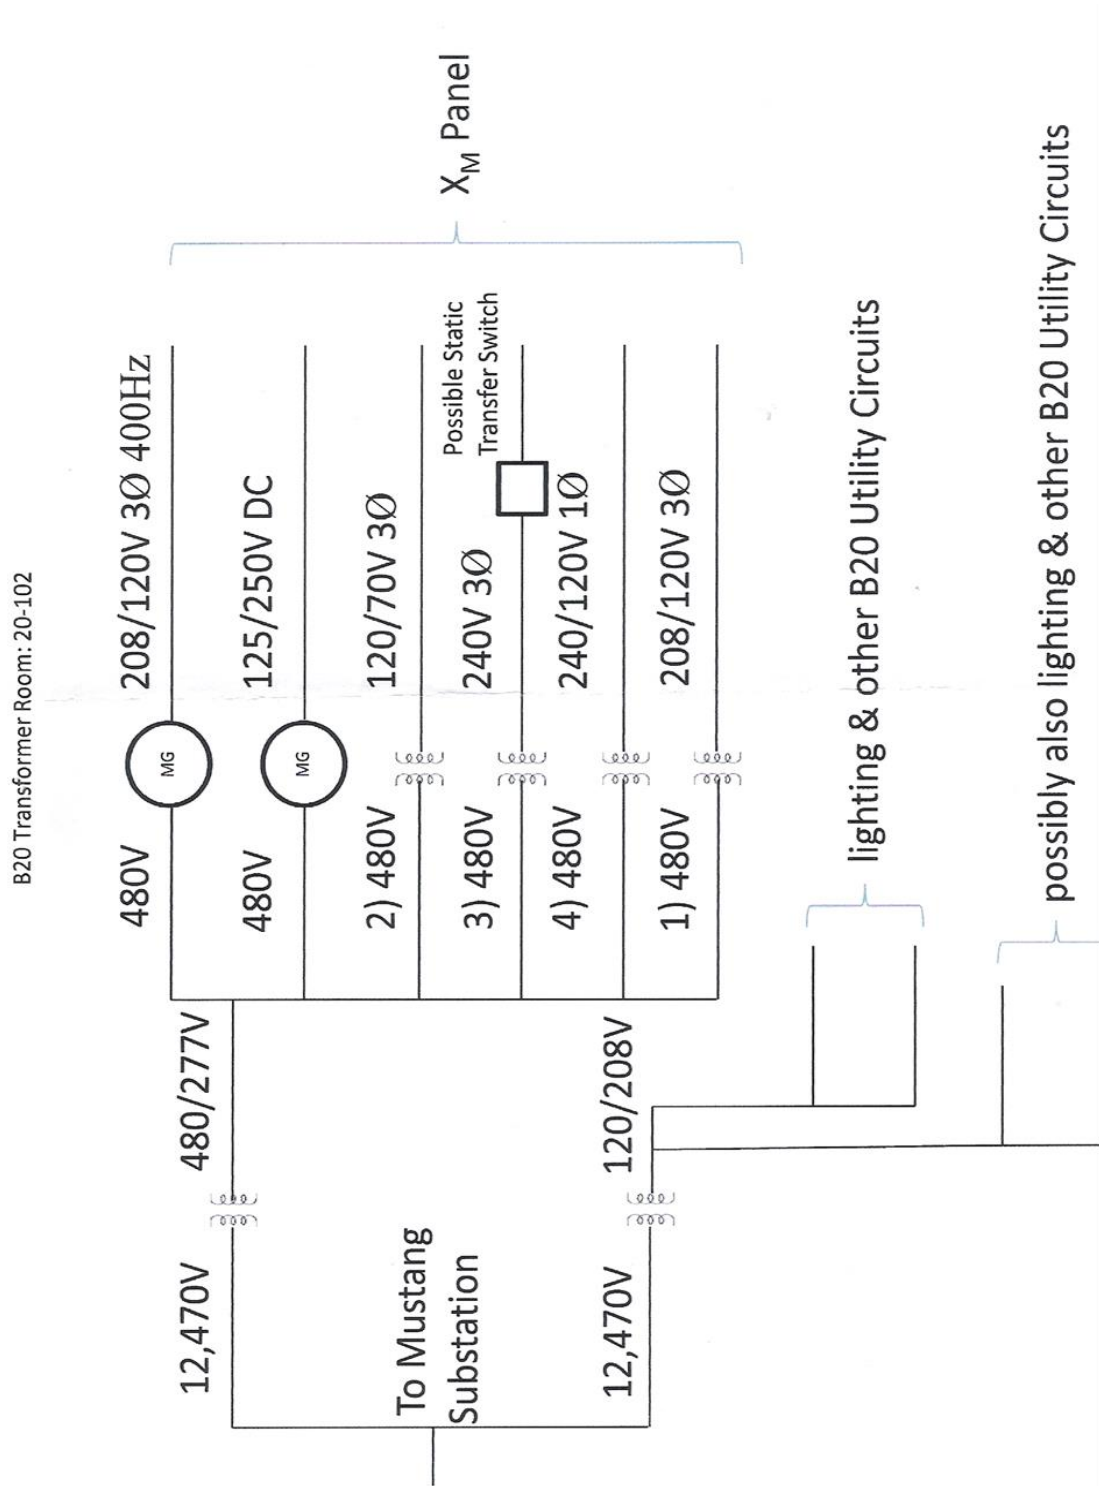 B20 Transformer Room: 20-102
480V
MG
208/120V 3Ø 400Hz
480V
MG
125/250V DC
2) 480V
120/70V 3Ø
3) 480V
240V 3Ø
Possible Static
Transfer Switch
4) 480V
240/120V 1Ø
1) 480V
208/120V 3Ø
X_M Panel
12,470V
480/277V
To Mustang
Substation
12,470V
120/208V
lighting & other B20 Utility Circuits
possibly also lighting & other B20 Utility Circuits